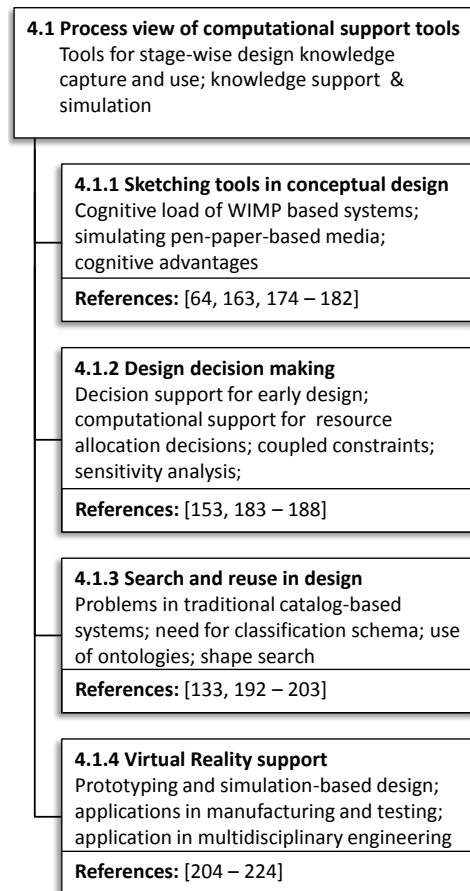 4.1 Process view of computational support tools
Tools for stage-wise design knowledge
capture and use; knowledge support &
simulation
4.1.1 Sketching tools in conceptual design
Cognitive load of WIMP based systems;
simulating pen-paper-based media;
cognitive advantages
References: [64, 163, 174 – 182]
4.1.2 Design decision making
Decision support for early design;
computational support for resource
allocation decisions; coupled constraints;
sensitivity analysis;
References: [153, 183 – 188]
4.1.3 Search and reuse in design
Problems in traditional catalog-based
systems; need for classification schema; use
of ontologies; shape search
References: [133, 192 – 203]
4.1.4 Virtual Reality support
Prototyping and simulation-based design;
applications in manufacturing and testing;
application in multidisciplinary engineering
References: [204 – 224]